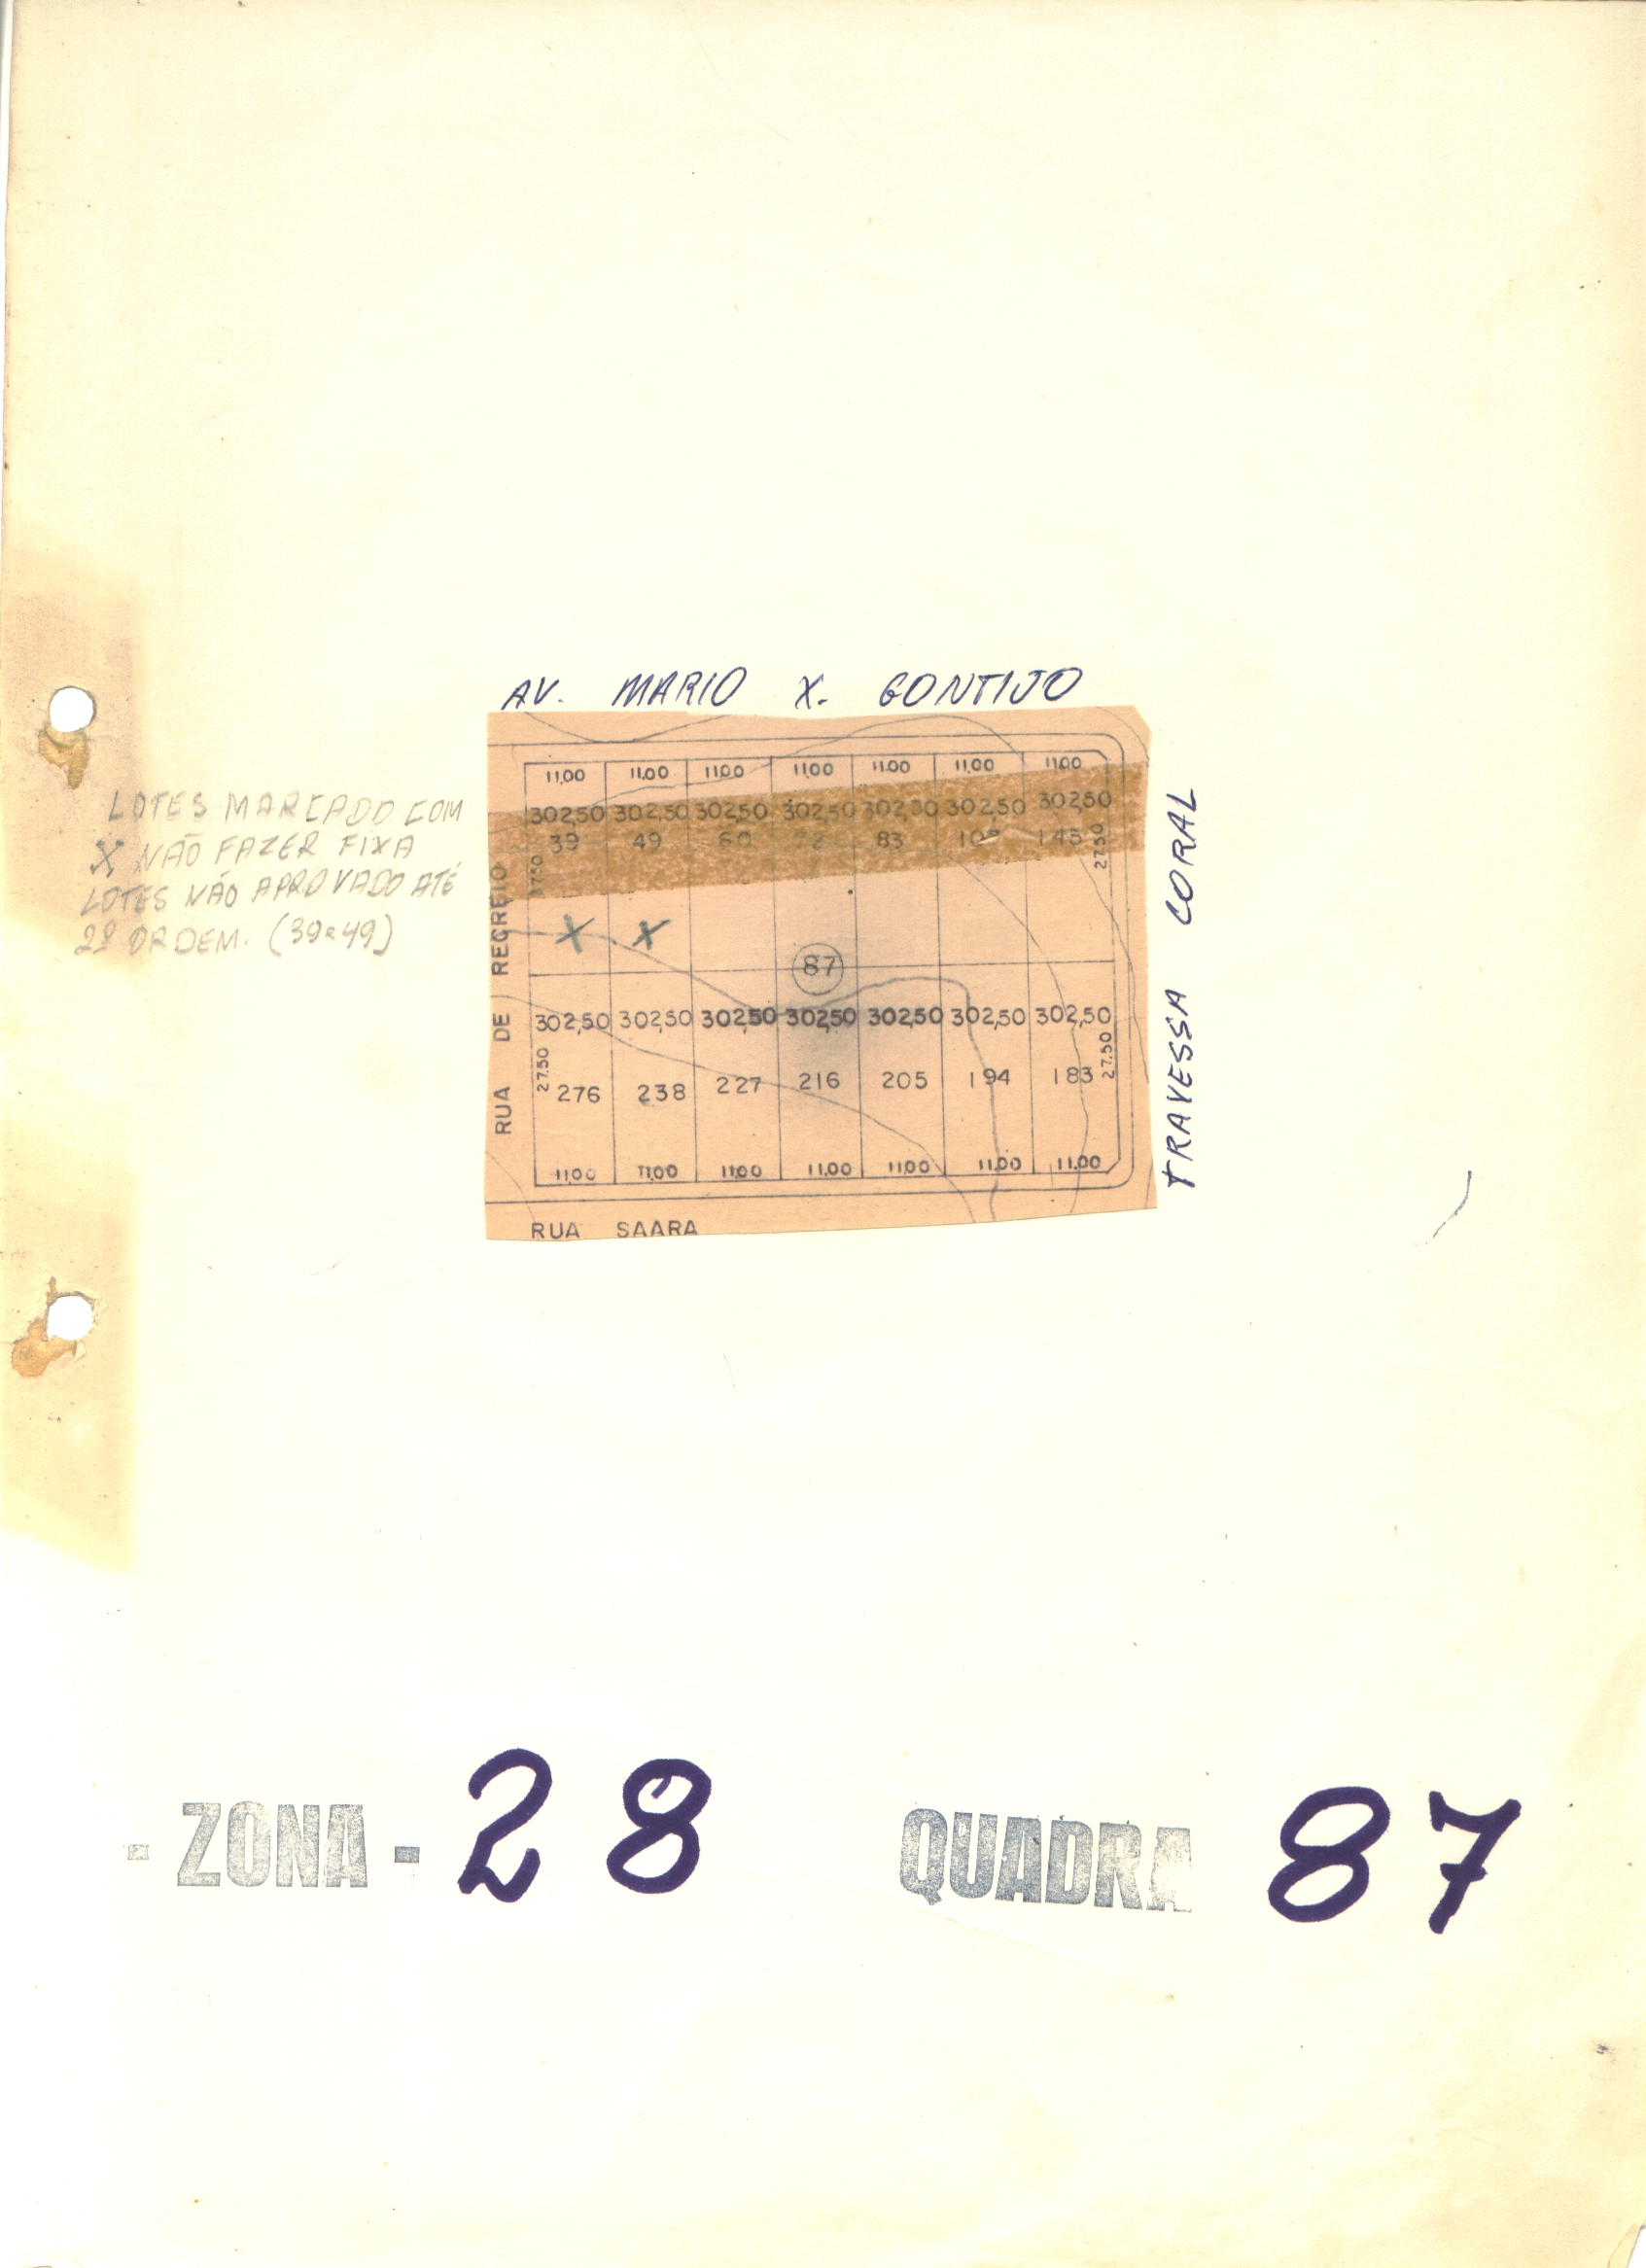 AV. MARIO X. GONTIJO
11,00 11,00 11,00 11,00 11,00 11,00 11,00
302,50 302,50 302,50 302,50 302,50 302,50 302,50
39 49 60 83 145
27.50
LOTES MARCADO COM
X NÃO FAZER FIXA
LOTES NÃO APROVADO ATÉ
2ª ORDEM. (39 e 49)
X X
87
RUA DE RECREIO
TRAVESSA CORAL
302,50 302,50 302,50 302,50 302,50 302,50 302,50
27.50 27.50
276 238 227 216 205 194 183
11,00 11,00 11,00 11,00 11,00 11,00 11,00
RUA SAARA
- ZONA - 28 QUADRA 87